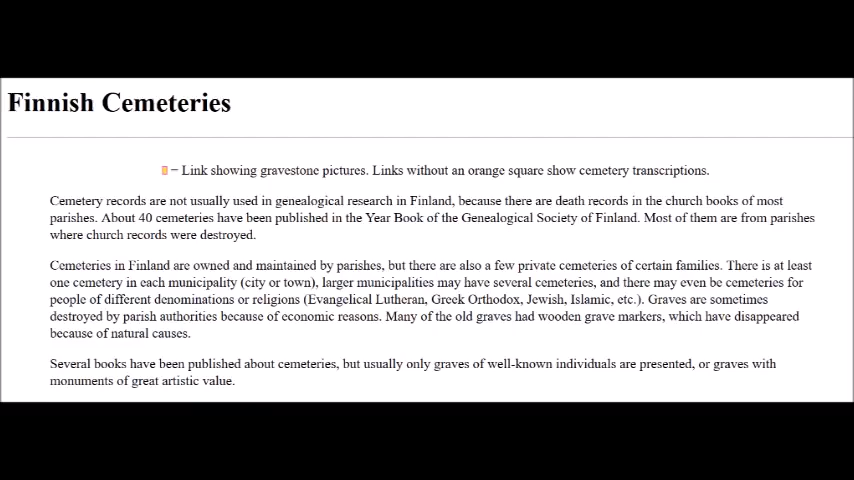 Finnish Cemeteries
= Link showing gravestone pictures. Links without an orange square show cemetery transcriptions.
Cemetery records are not usually used in genealogical research in Finland, because there are death records in the church books of most
parishes. About 40 cemeteries have been published in the Year Book of the Genealogical Society of Finland. Most of them are from parishes
where church records were destroyed.
Cemeteries in Finland are owned and maintained by parishes, but there are also a few private cemeteries of certain families. There is at least
one cemetery in each municipality (city or town), larger municipalities may have several cemeteries, and there may even be cemeteries for
people of different denominations or religions (Evangelical Lutheran, Greek Orthodox, Jewish, Islamic, etc.). Graves are sometimes
destroyed by parish authorities because of economic reasons. Many of the old graves had wooden grave markers, which have disappeared
because of natural causes.
Several books have been published about cemeteries, but usually only graves of well-known individuals are presented, or graves with
monuments of great artistic value.